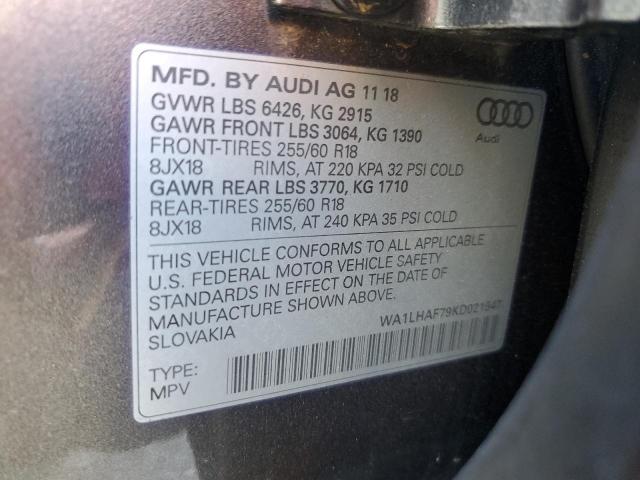 MFD. BY AUDI AG 11 18
GVWR LBS 6426, KG 2915
GAWR FRONT LBS 3064, KG 1390
FRONT-TIRES 255/60 R18
8JX18 RIMS, AT 220 KPA 32 PSI COLD
GAWR REAR LBS 3770, KG 1710
REAR-TIRES 255/60 R18
8JX18 RIMS, AT 240 KPA 35 PSI COLD
Audi
THIS VEHICLE CONFORMS TO ALL APPLICABLE
U.S. FEDERAL MOTOR VEHICLE SAFETY
STANDARDS IN EFFECT ON THE DATE OF
MANUFACTURE SHOWN ABOVE.
SLOVAKIA
WA1LHAF79KD021947
TYPE:
MPV